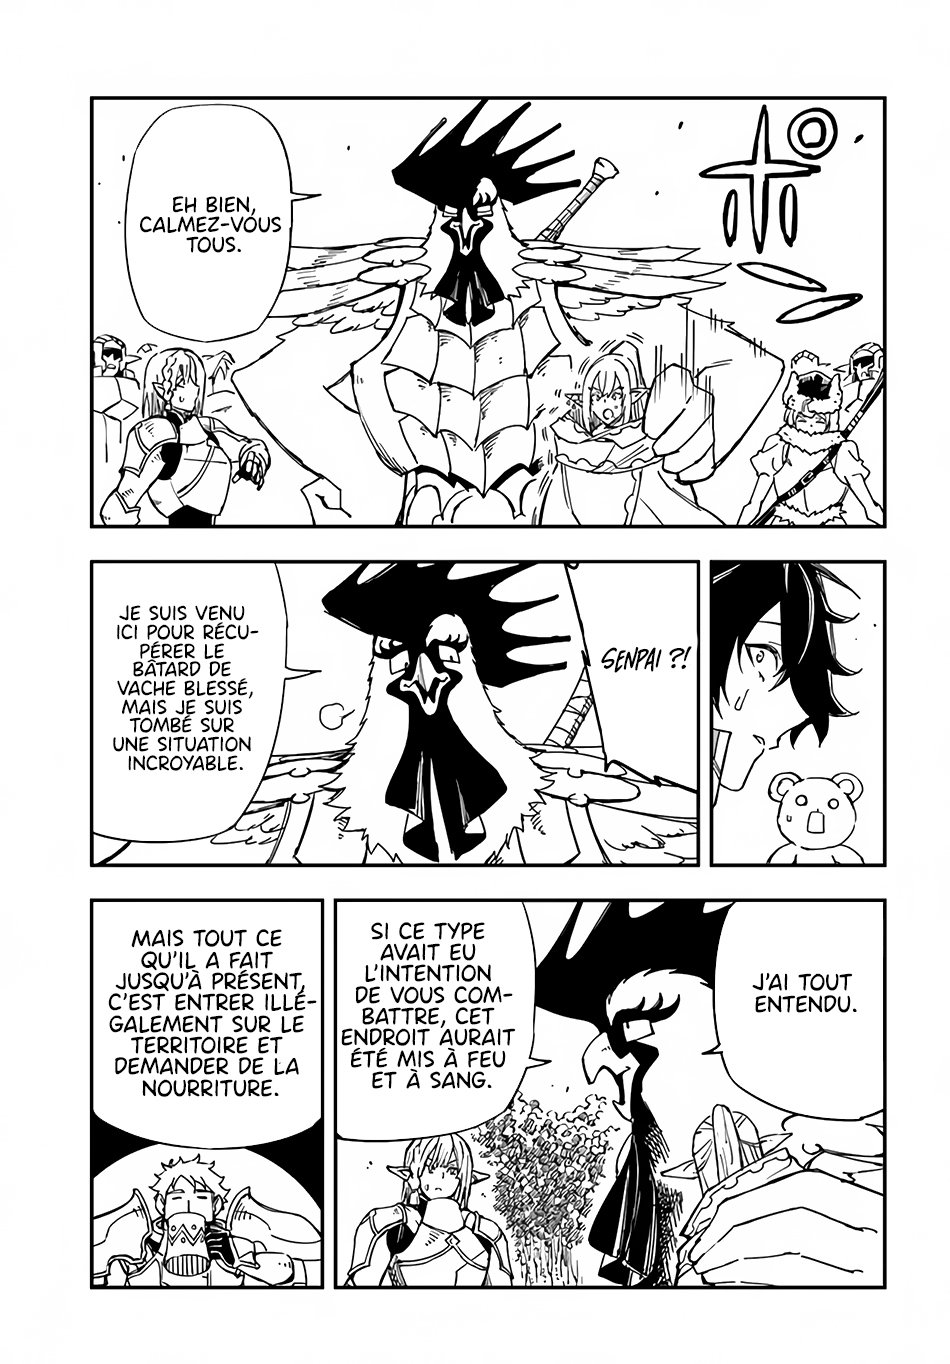 EH BIEN,
CALMEZ-VOUS
TOUS.
ポ
SENPAI ?!
JE SUIS VENU
ICI POUR RÉCU-
PÉRER LE
BÂTARD DE
VACHE BLESSÉ,
MAIS JE SUIS
TOMBÉ SUR
UNE SITUATION
INCROYABLE.
J'AI TOUT
ENTENDU.
SI CE TYPE
AVAIT EU
L'INTENTION
DE VOUS COM-
BATTRE, CET
ENDROIT AURAIT
ÉTÉ MIS À FEU
ET À SANG.
MAIS TOUT CE
QU'IL A FAIT
JUSQU'À PRÉSENT,
C'EST ENTRER ILLÉ-
GALEMENT SUR LE
TERRITOIRE ET
DEMANDER DE LA
NOURRITURE.